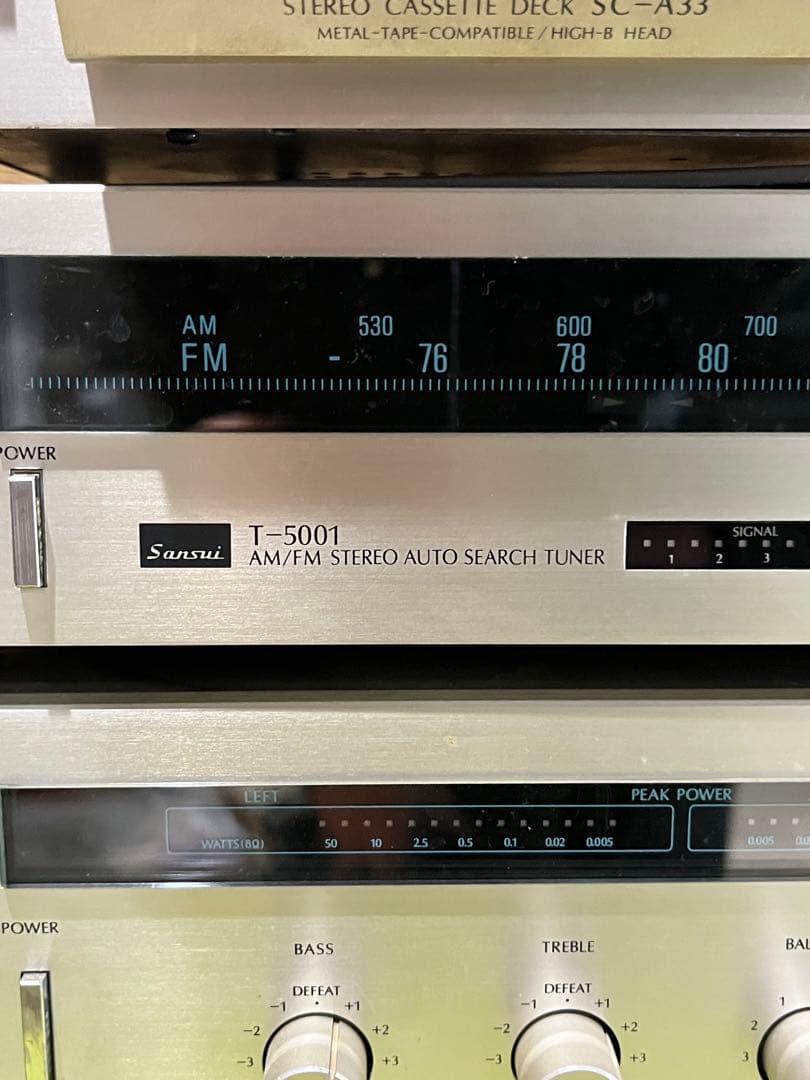 STEREO CASSETTE DECK SC-A33
METAL-TAPE-COMPATIBLE/HIGH-B HEAD
AM 530 600 700
FM - 76 78 80
POWER
Sansui
T-5001
AM/FM STEREO AUTO SEARCH TUNER
SIGNAL
1 2 3
LEFT
PEAK POWER
WATTS(8Ω) 50 10 2.5 0.5 0.1 0.02 0.005
0.005
POWER
BASS
DEFEAT
-1 · +1
-2 +2
-3 +3
TREBLE
DEFEAT
-1 · +1
-2 +2
-3 +3
BAL
1
2
3